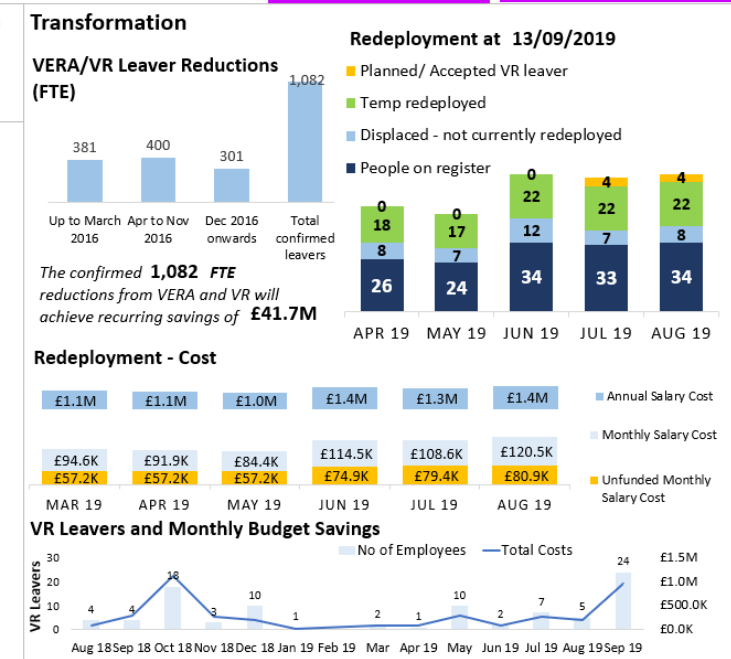 Transformation
VERA/VR Leaver Reductions
(FTE)
1,082
381
400
301
Up to March
2016
Apr to Nov
2016
Dec 2016
onwards
Total
confirmed
leavers
The confirmed 1,082 FTE
reductions from VERA and VR will
achieve recurring savings of £41.7M
Redeployment at 13/09/2019
Planned/ Accepted VR leaver
Temp redeployed
Displaced - not currently redeployed
People on register
0 0 0 4 4
18 17 22 22 22
8 7 12 7 8
26 24 34 33 34
APR 19 MAY 19 JUN 19 JUL 19 AUG 19
Redeployment - Cost
£1.1M £1.1M £1.0M £1.4M £1.3M £1.4M
£94.6K £91.9K £84.4K £114.5K £108.6K £120.5K
£57.2K £57.2K £57.2K £74.9K £79.4K £80.9K
MAR 19 APR 19 MAY 19 JUN 19 JUL 19 AUG 19
Annual Salary Cost
Monthly Salary Cost
Unfunded Monthly
Salary Cost
VR Leavers and Monthly Budget Savings
No of Employees Total Costs
VR Leavers
30
20
10
0
4 4 18 3 10 1 2 1 10 2 7 5 24
£1.5M
£1.0M
£500.0K
£0.0K
Aug 18 Sep 18 Oct 18 Nov 18 Dec 18 Jan 19 Feb 19 Mar Apr May Jun 19 Jul 19 Aug 19 Sep 19